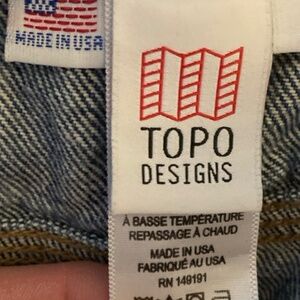 MADE IN USA
TOPO
DESIGNS
À BASSE TEMPÉRATURE
REPASSAGE À CHAUD
MADE IN USA
FABRIQUÉ AU USA
RN 149191